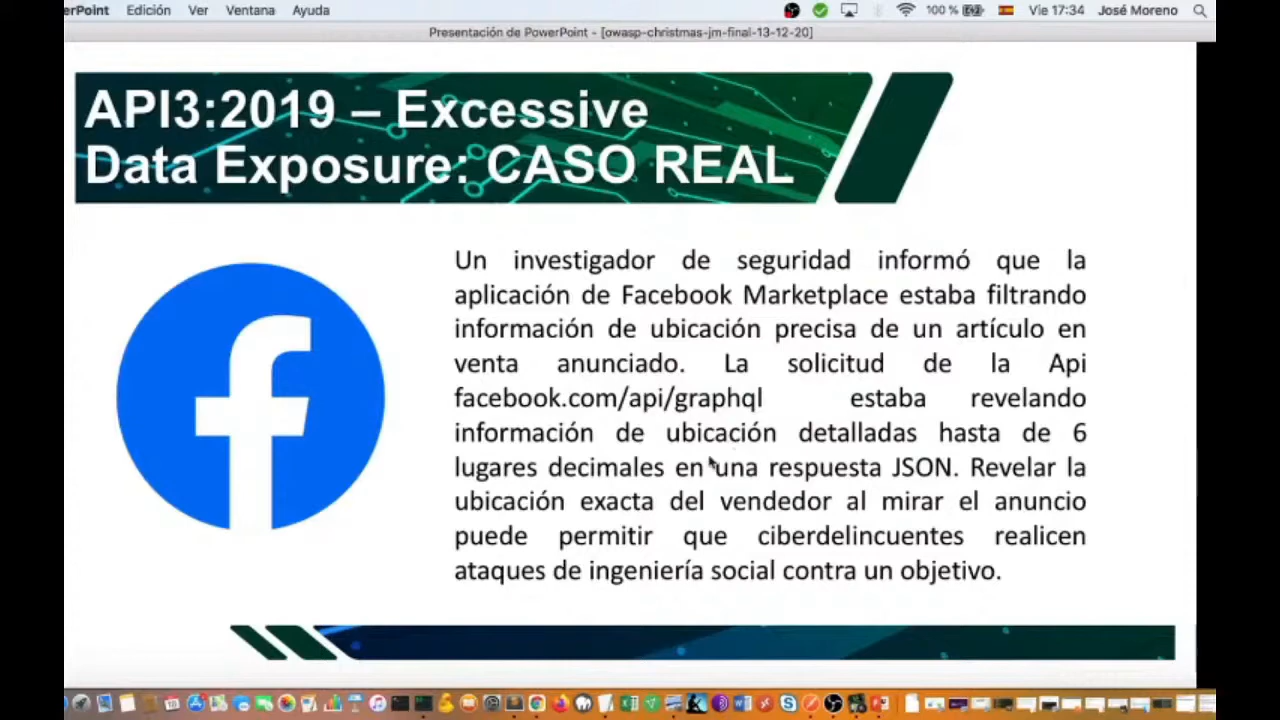 PowerPoint Edición Ver Ventana Ayuda 100 % Vie 17:34 José Moreno
Presentación de PowerPoint - [owasp-christmas-jm-final-13-12-20]
API3:2019 – Excessive
Data Exposure: CASO REAL
Un investigador de seguridad informó que la
aplicación de Facebook Marketplace estaba filtrando
información de ubicación precisa de un artículo en
venta anunciado. La solicitud de la Api
facebook.com/api/graphql estaba revelando
información de ubicación detalladas hasta de 6
lugares decimales en una respuesta JSON. Revelar la
ubicación exacta del vendedor al mirar el anuncio
puede permitir que ciberdelincuentes realicen
ataques de ingeniería social contra un objetivo.